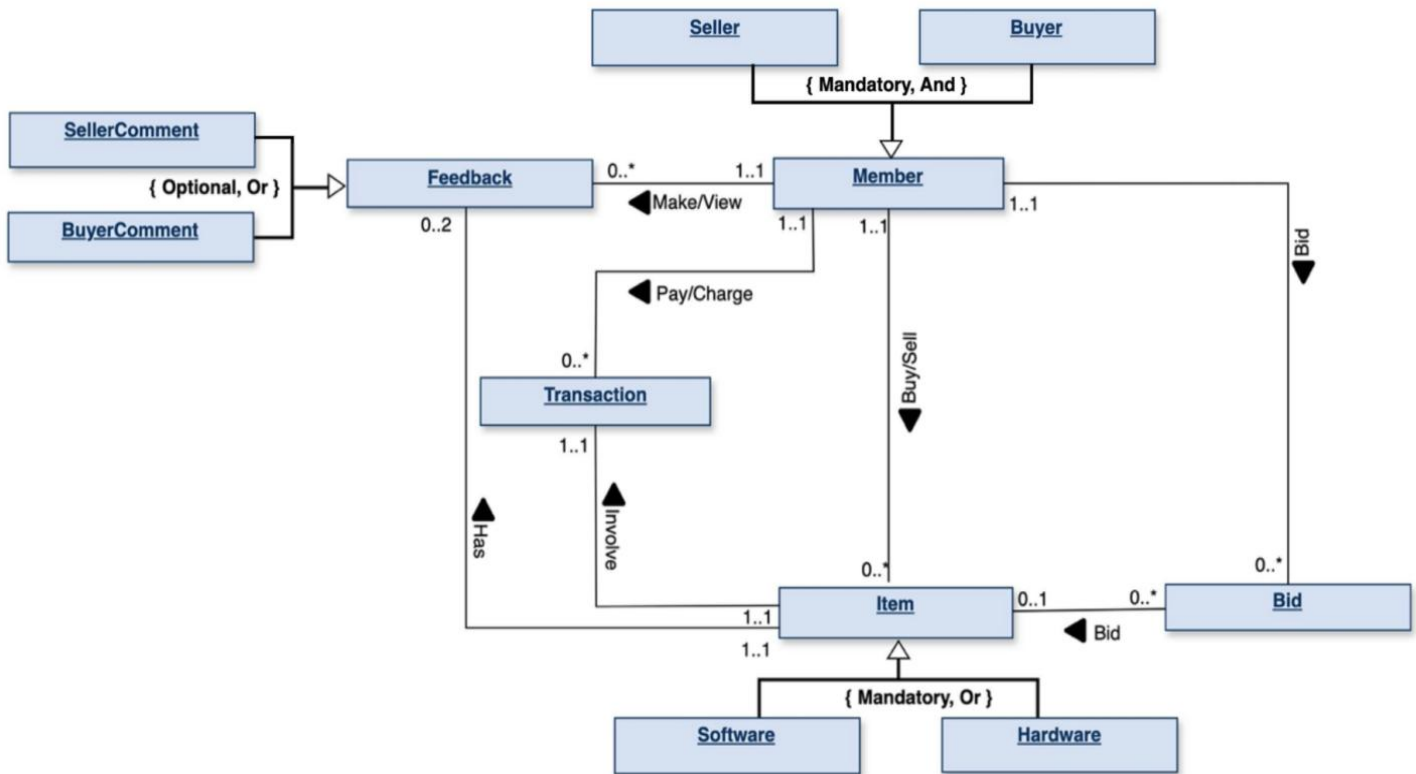 Seller
Buyer
{ Mandatory, And }
SellerComment
{ Optional, Or }
BuyerComment
Feedback
0..*
1..1
Member
Make/View
0..2
1..1
1..1
1..1
Bid
Pay/Charge
Buy/Sell
0..*
Transaction
1..1
Has
Involve
0..*
0..*
Item
0..1
0..*
Bid
1..1
Bid
1..1
{ Mandatory, Or }
Software
Hardware